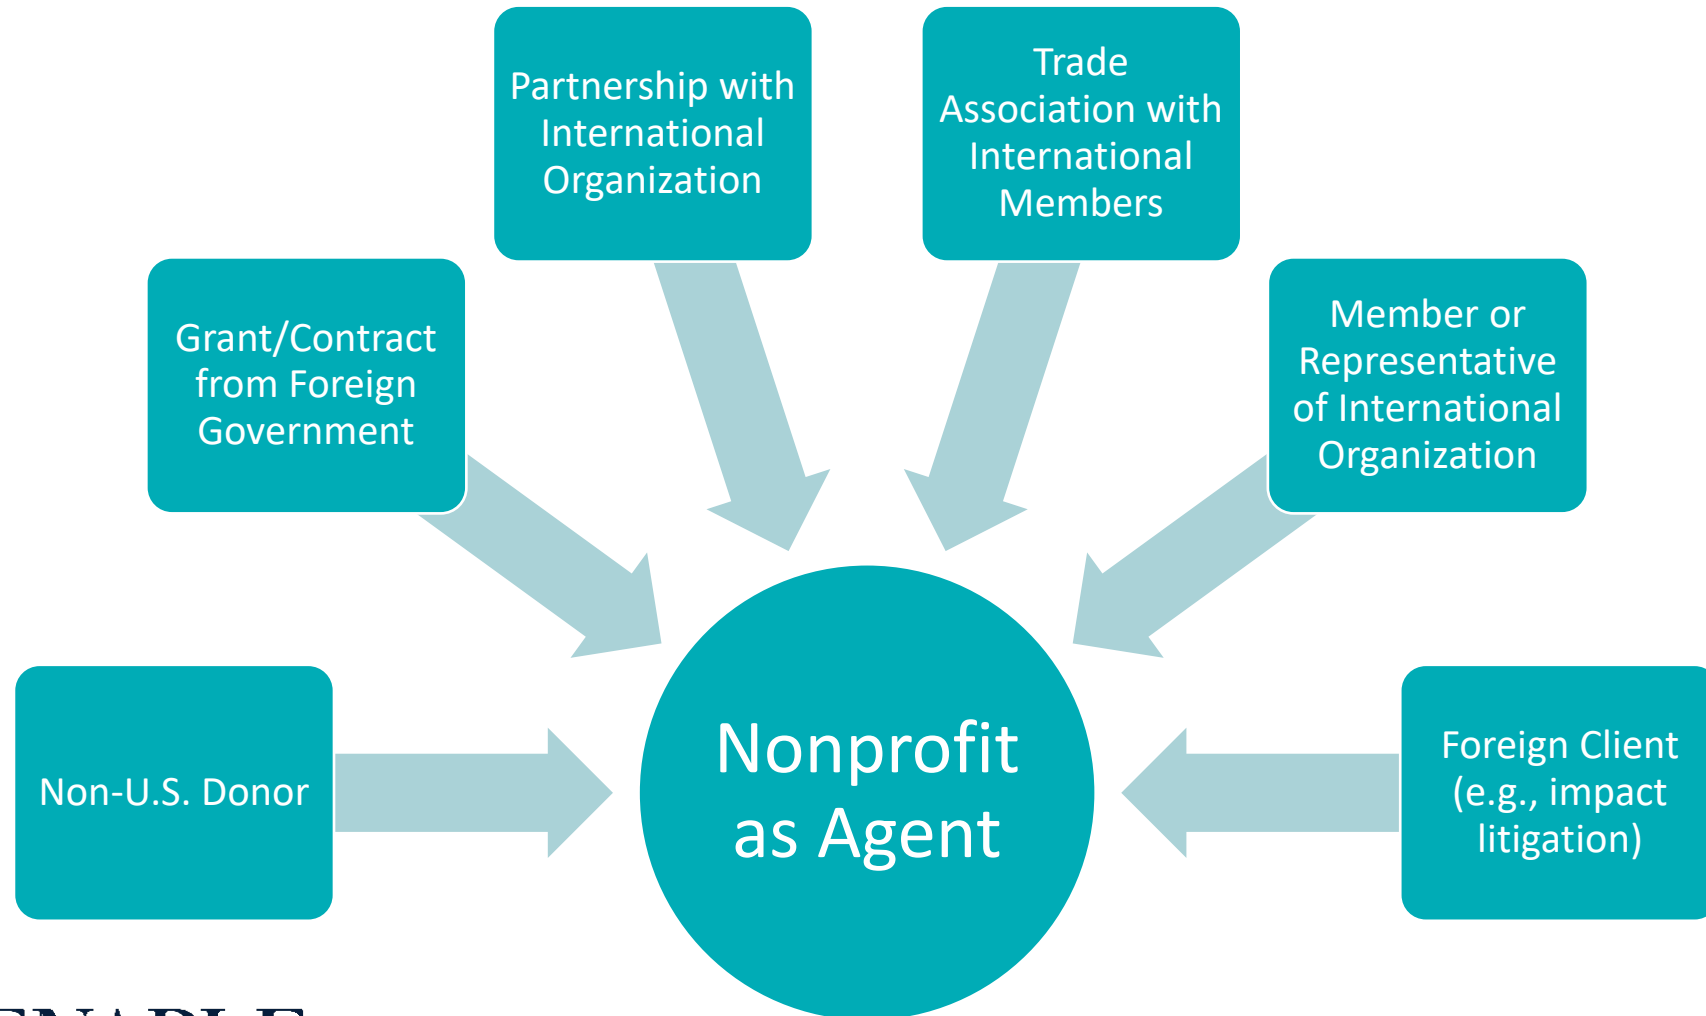 Partnership with
International
Organization
Trade
Association with
International
Members
Grant/Contract
from Foreign
Government
Member or
Representative
of International
Organization
Non-U.S. Donor
Nonprofit
as Agent
Foreign Client
(e.g., impact
litigation)